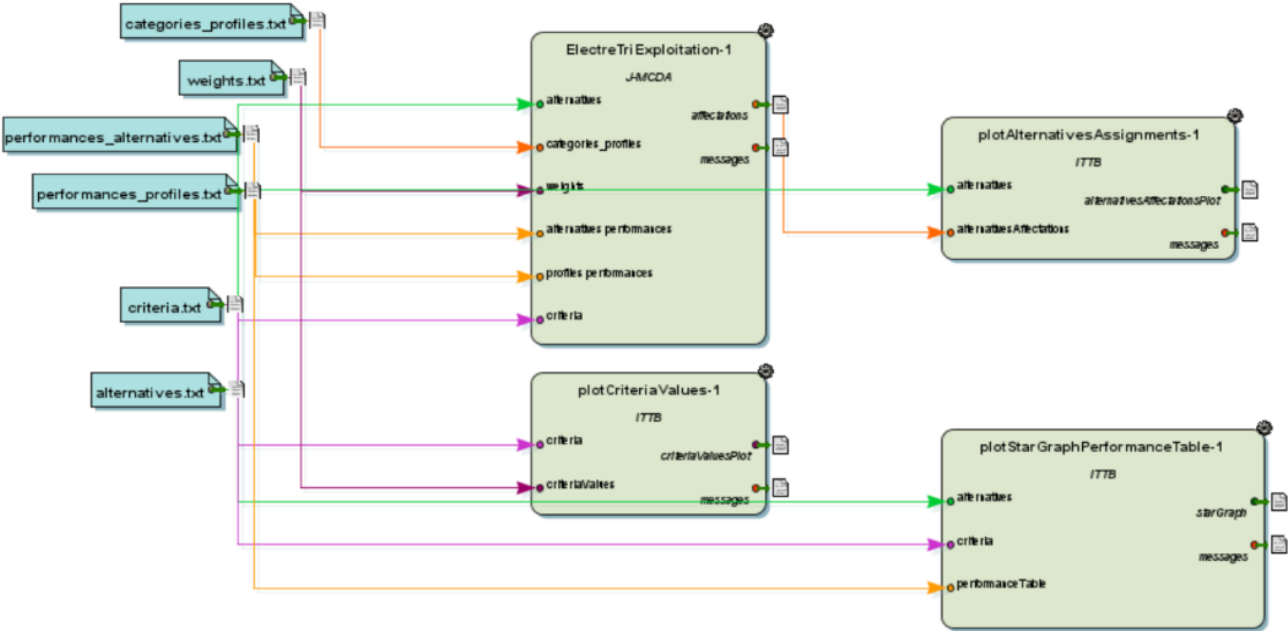 categories_profiles.txt
weights.txt
performances_alternatives.txt
performances_profiles.txt
criteria.txt
alternatives.txt
ElectreTriExploitation-1
J-MCDA
alternatives
affectations
categories_profiles
messages
weights
alternatives performances
profiles performances
criteria
plotAlternativesAssignments-1
ITTB
alternatives
alternativesAffectationsPlot
alternativesAffectations
messages
plotCriteriaValues-1
ITTB
criteria
criteriaValuesPlot
criteriaValues
messages
plotStarGraphPerformanceTable-1
ITTB
alternatives
starGraph
criteria
messages
performanceTable